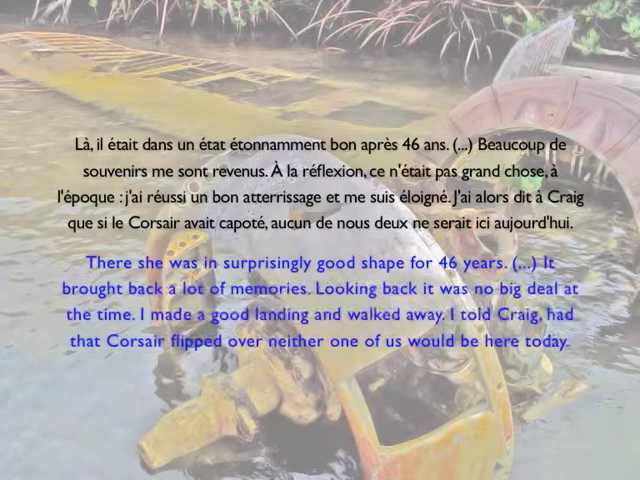 Là, il était dans un état étonnamment bon après 46 ans. (...) Beaucoup de
souvenirs me sont revenus. À la réflexion, ce n'était pas grand chose, à
l'époque : j'ai réussi un bon atterrissage et me suis éloigné. J'ai alors dit à Craig
que si le Corsair avait capoté, aucun de nous deux ne serait ici aujourd'hui.
There she was in surprisingly good shape for 46 years. (...) It
brought back a lot of memories. Looking back it was no big deal at
the time. I made a good landing and walked away. I told Craig, had
that Corsair flipped over neither one of us would be here today.